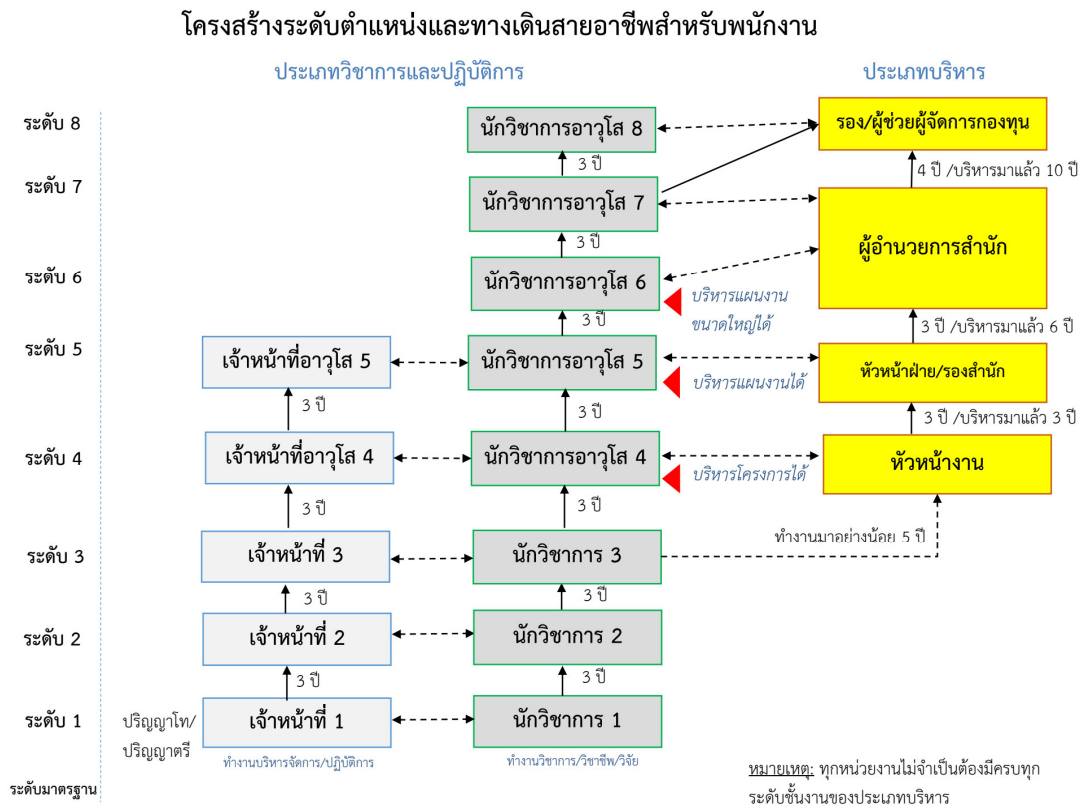 โครงสร้างระดับตำแหน่งและทางเดินสายอาชีพสำหรับพนักงาน
ประเภทวิชาการและปฏิบัติการ
ประเภทบริหาร
ระดับ 8
นักวิชาการอาวุโส 8
รอง/ผู้ช่วยผู้จัดการกองทุน
3 ปี
4 ปี /บริหารมาแล้ว 10 ปี
ระดับ 7
นักวิชาการอาวุโส 7
ผู้อำนวยการสำนัก
3 ปี
ระดับ 6
นักวิชาการอาวุโส 6
บริหารแผนงาน
ขนาดใหญ่ได้
3 ปี
3 ปี /บริหารมาแล้ว 6 ปี
ระดับ 5
เจ้าหน้าที่อาวุโส 5
นักวิชาการอาวุโส 5
บริหารแผนงานได้
หัวหน้าฝ่าย/รองสำนัก
3 ปี
3 ปี
3 ปี /บริหารมาแล้ว 3 ปี
ระดับ 4
เจ้าหน้าที่อาวุโส 4
นักวิชาการอาวุโส 4
บริหารโครงการได้
หัวหน้างาน
3 ปี
3 ปี
ทำงานมาอย่างน้อย 5 ปี
ระดับ 3
เจ้าหน้าที่ 3
นักวิชาการ 3
3 ปี
3 ปี
ระดับ 2
เจ้าหน้าที่ 2
นักวิชาการ 2
3 ปี
3 ปี
ระดับ 1
ปริญญาโท/
ปริญญาตรี
เจ้าหน้าที่ 1
นักวิชาการ 1
ทำงานบริหารจัดการ/ปฏิบัติการ
ทำงานวิชาการ/วิชาชีพ/วิจัย
ระดับมาตรฐาน
หมายเหตุ: ทุกหน่วยงานไม่จำเป็นต้องมีครบทุก
ระดับชั้นงานของประเภทบริหาร